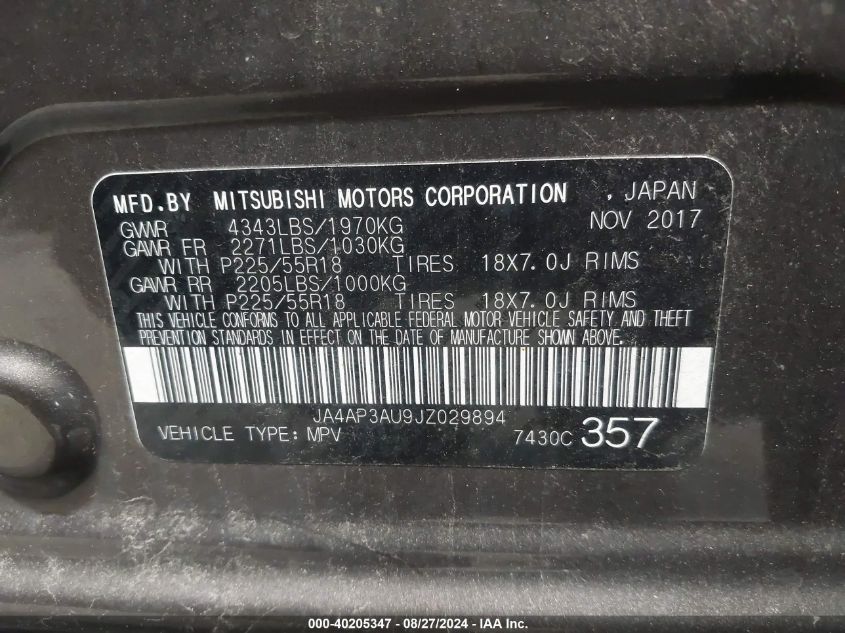 MFD.BY MITSUBISHI MOTORS CORPORATION , JAPAN
GVWR 4343LBS/1970KG NOV 2017
GAWR FR 2271LBS/1030KG
WITH P225/55R18 TIRES 18X7.0J RIMS
GAWR RR 2205LBS/1000KG
WITH P225/55R18 TIRES 18X7.0J RIMS
THIS VEHICLE CONFORMS TO ALL APPLICABLE FEDERAL MOTOR VEHICLE SAFETY AND THEFT
PREVENTION STANDARDS IN EFFECT ON THE DATE OF MANUFACTURE SHOWN ABOVE.
JA4AP3AU9JZ029894
VEHICLE TYPE: MPV 7430C 357
000-40205347 - 08/27/2024 - IAA Inc.